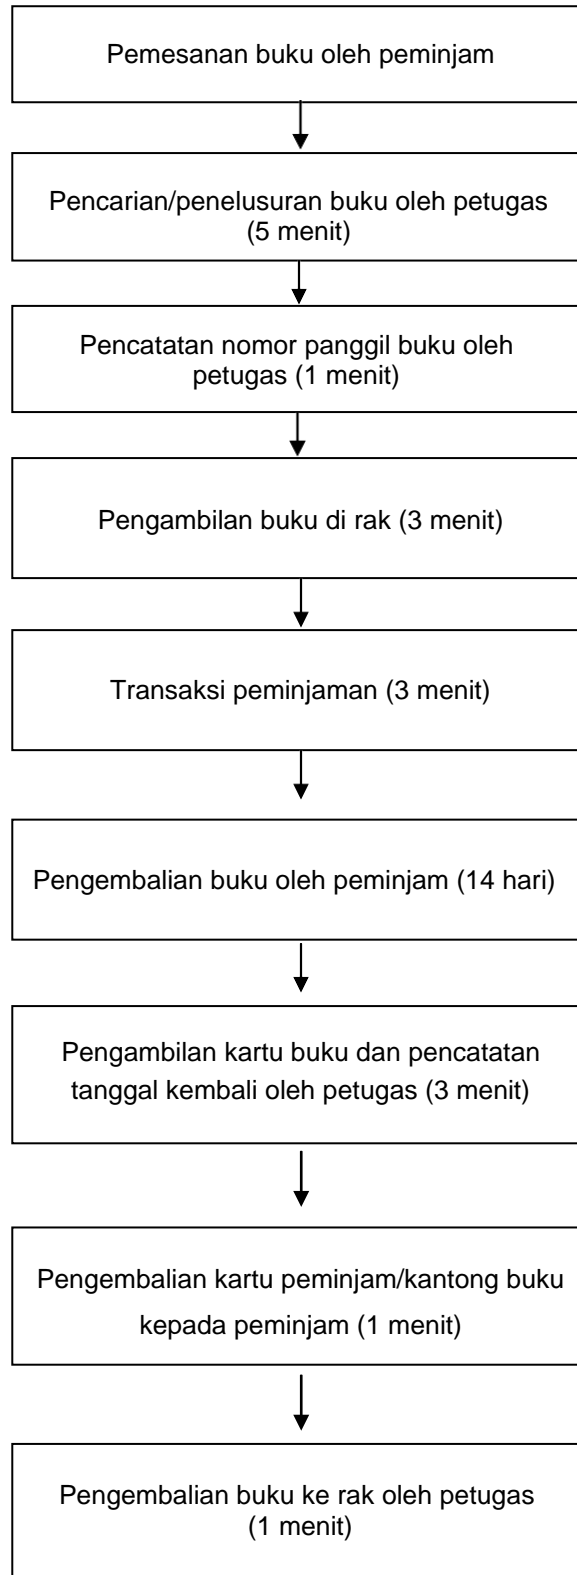 Pemesanan buku oleh peminjam
Pencarian/penelusuran buku oleh petugas
(5 menit)
Pencatatan nomor panggil buku oleh
petugas (1 menit)
Pengambilan buku di rak (3 menit)
Transaksi peminjaman (3 menit)
Pengembalian buku oleh peminjam (14 hari)
Pengambilan kartu buku dan pencatatan
tanggal kembali oleh petugas (3 menit)
Pengembalian kartu peminjam/kantong buku
kepada peminjam (1 menit)
Pengembalian buku ke rak oleh petugas
(1 menit)